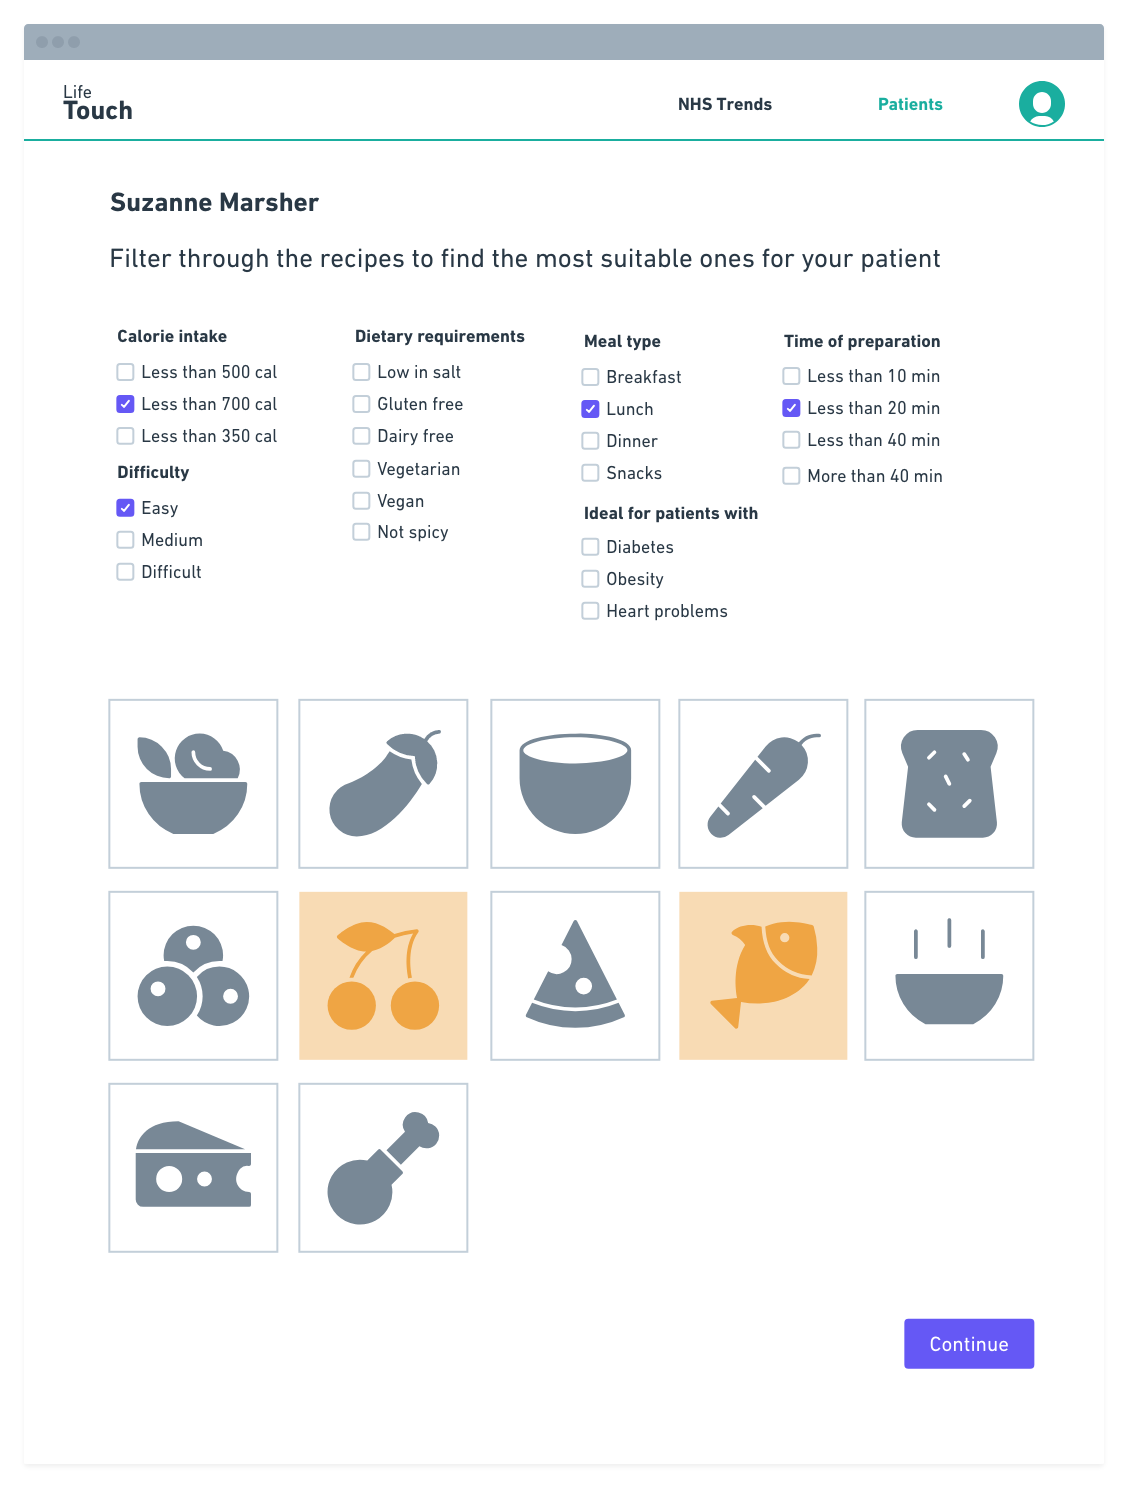 Life
Touch
NHS Trends
Patients
Suzanne Marsher
Filter through the recipes to find the most suitable ones for your patient
Calorie intake
Less than 500 cal
Less than 700 cal
Less than 350 cal
Difficulty
Easy
Medium
Difficult
Dietary requirements
Low in salt
Gluten free
Dairy free
Vegetarian
Vegan
Not spicy
Meal type
Breakfast
Lunch
Dinner
Snacks
Ideal for patients with
Diabetes
Obesity
Heart problems
Time of preparation
Less than 10 min
Less than 20 min
Less than 40 min
More than 40 min
Continue